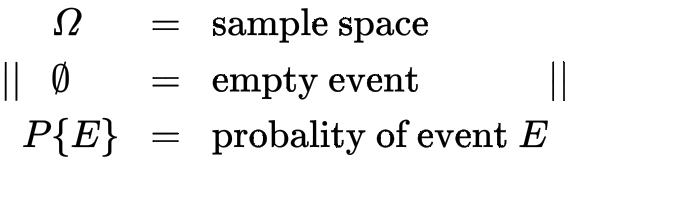 Ω = sample space
|| ∅ = empty event ||
P{E} = probality of event E